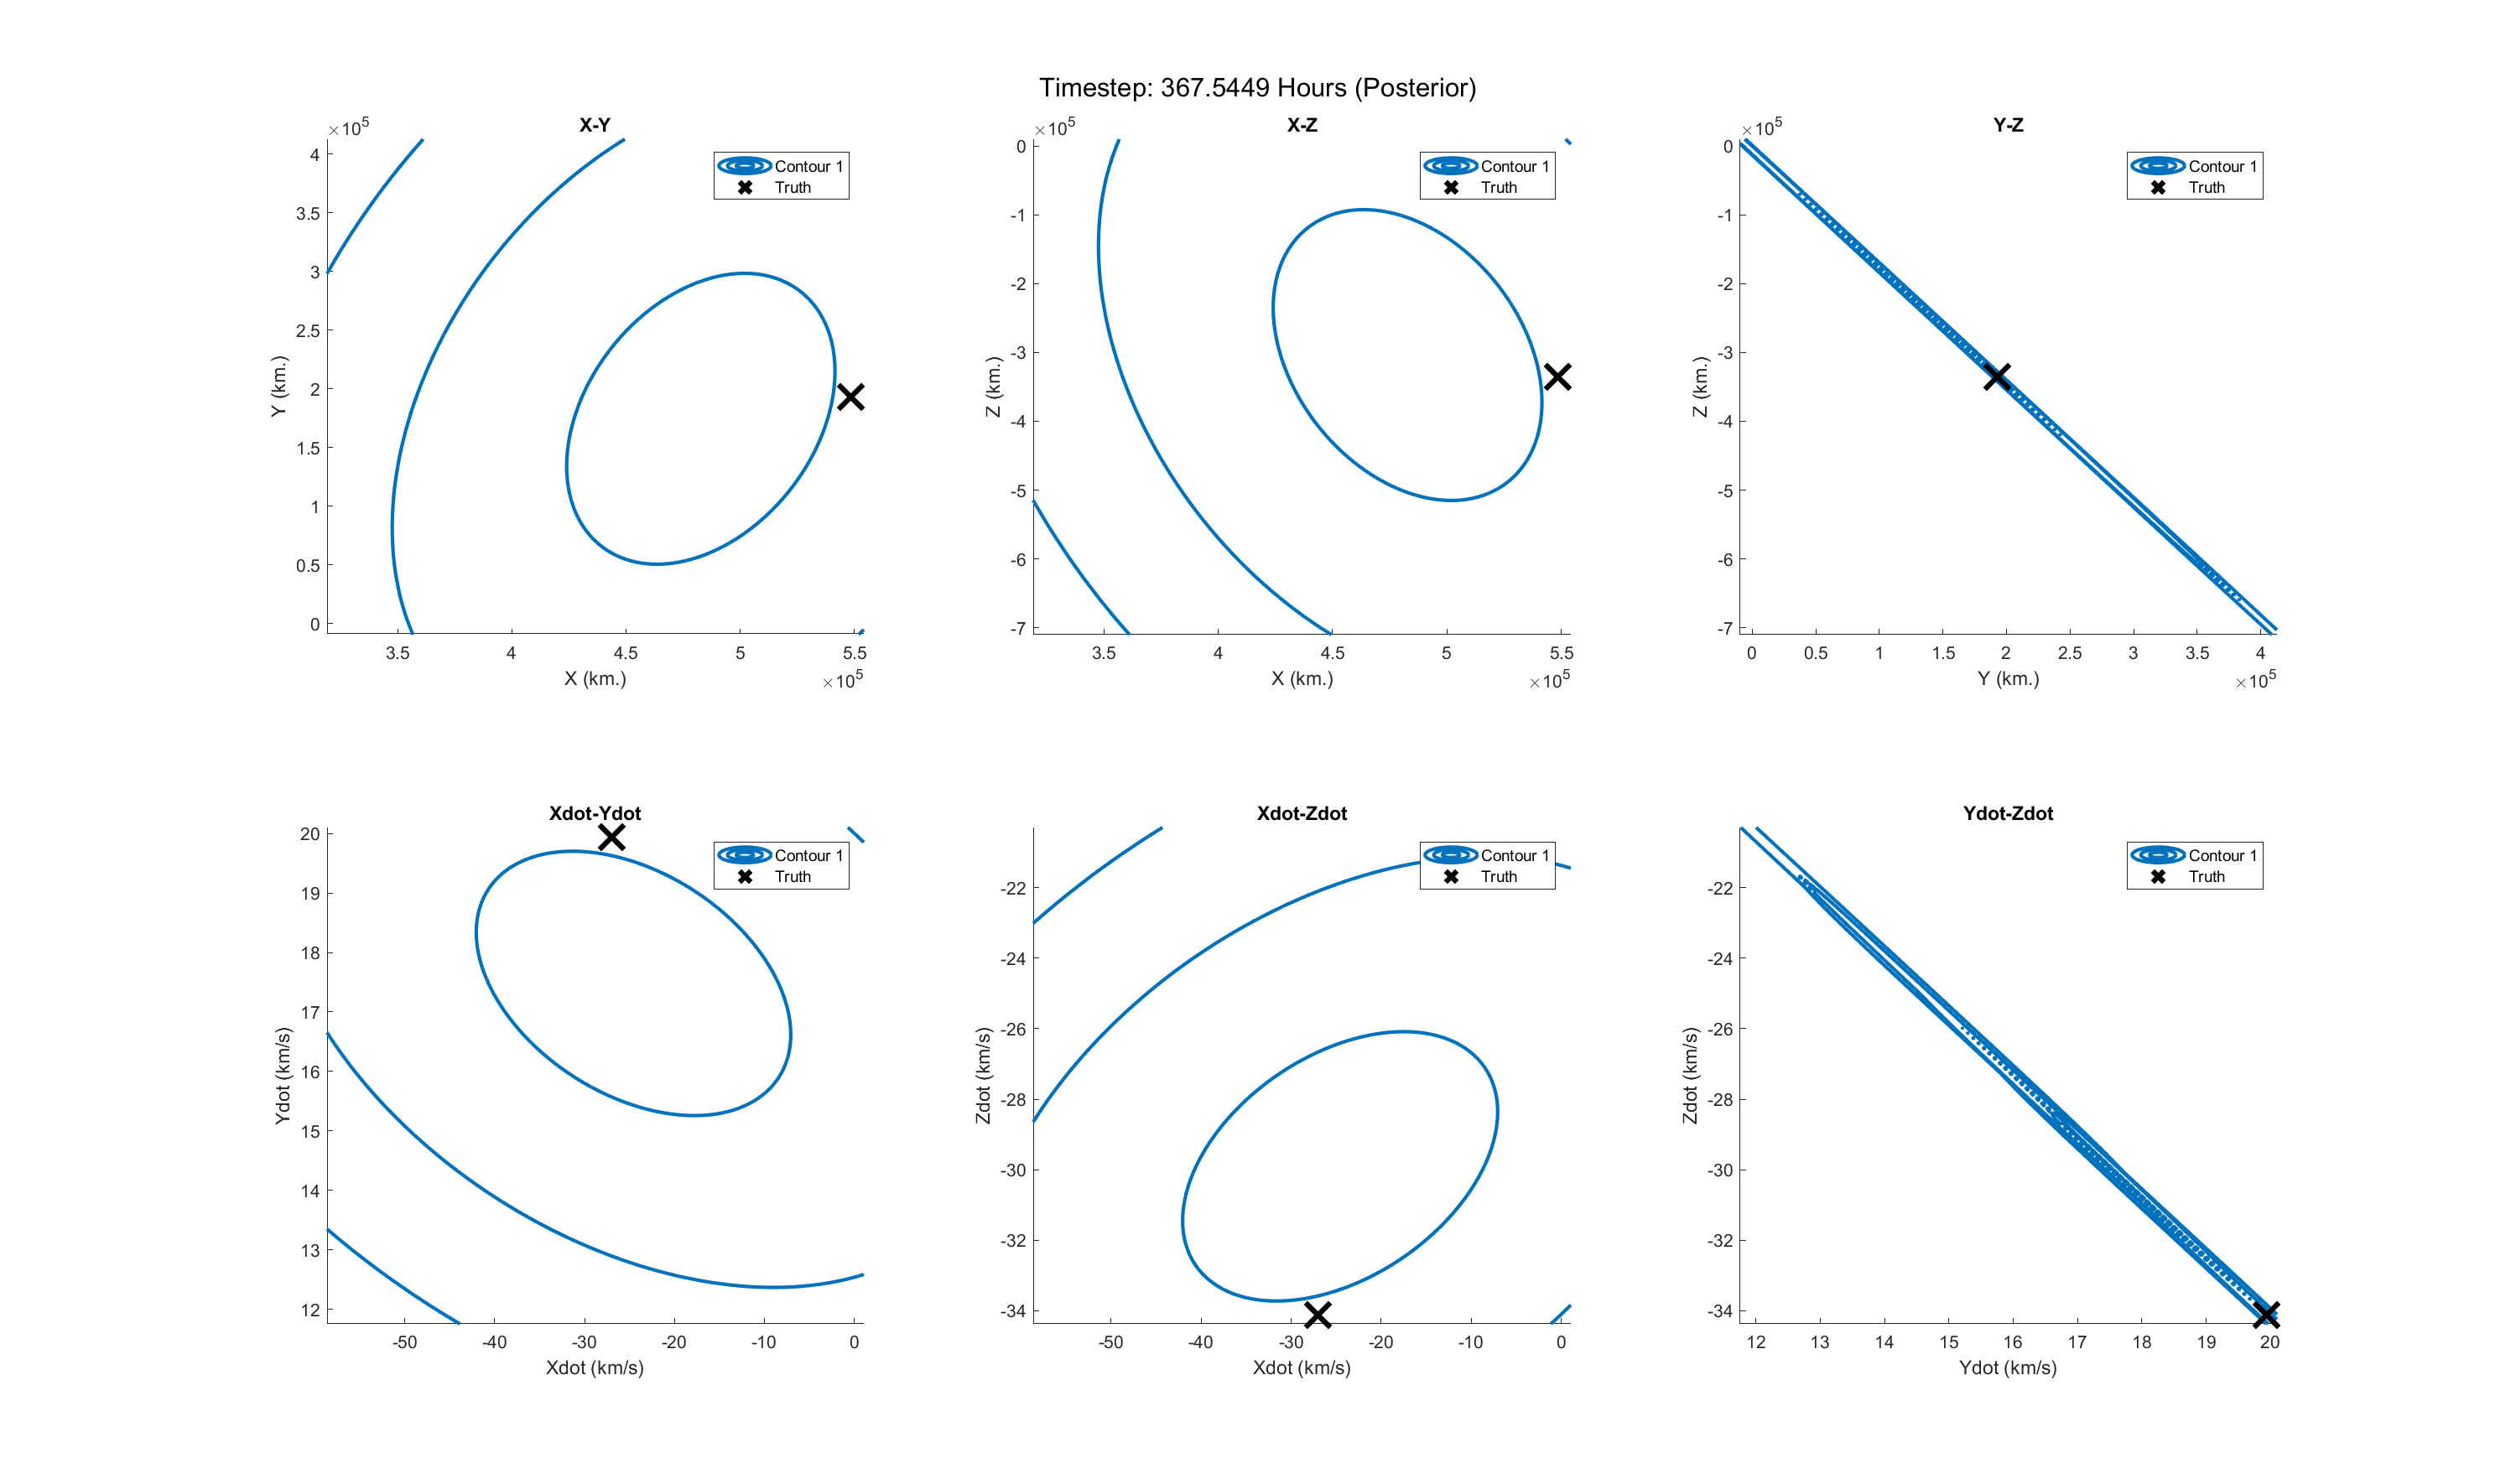 Timestep: 367.5449 Hours (Posterior)
X-Y
×10^5
4
3.5
3
2.5
2
1.5
1
0.5
0
Y (km.)
3.5 4 4.5 5 5.5
X (km.)
×10^5
Contour 1
Truth
X-Z
×10^5
0
-1
-2
-3
-4
-5
-6
-7
Z (km.)
3.5 4 4.5 5 5.5
X (km.)
×10^5
Contour 1
Truth
Y-Z
×10^5
0
-1
-2
-3
-4
-5
-6
-7
Z (km.)
0 0.5 1 1.5 2 2.5 3 3.5 4
Y (km.)
×10^5
Contour 1
Truth
Xdot-Ydot
20
19
18
17
16
15
14
13
12
Ydot (km/s)
-50 -40 -30 -20 -10 0
Xdot (km/s)
Contour 1
Truth
Xdot-Zdot
-22
-24
-26
-28
-30
-32
-34
Zdot (km/s)
-50 -40 -30 -20 -10 0
Xdot (km/s)
Contour 1
Truth
Ydot-Zdot
-22
-24
-26
-28
-30
-32
-34
Zdot (km/s)
12 13 14 15 16 17 18 19 20
Ydot (km/s)
Contour 1
Truth